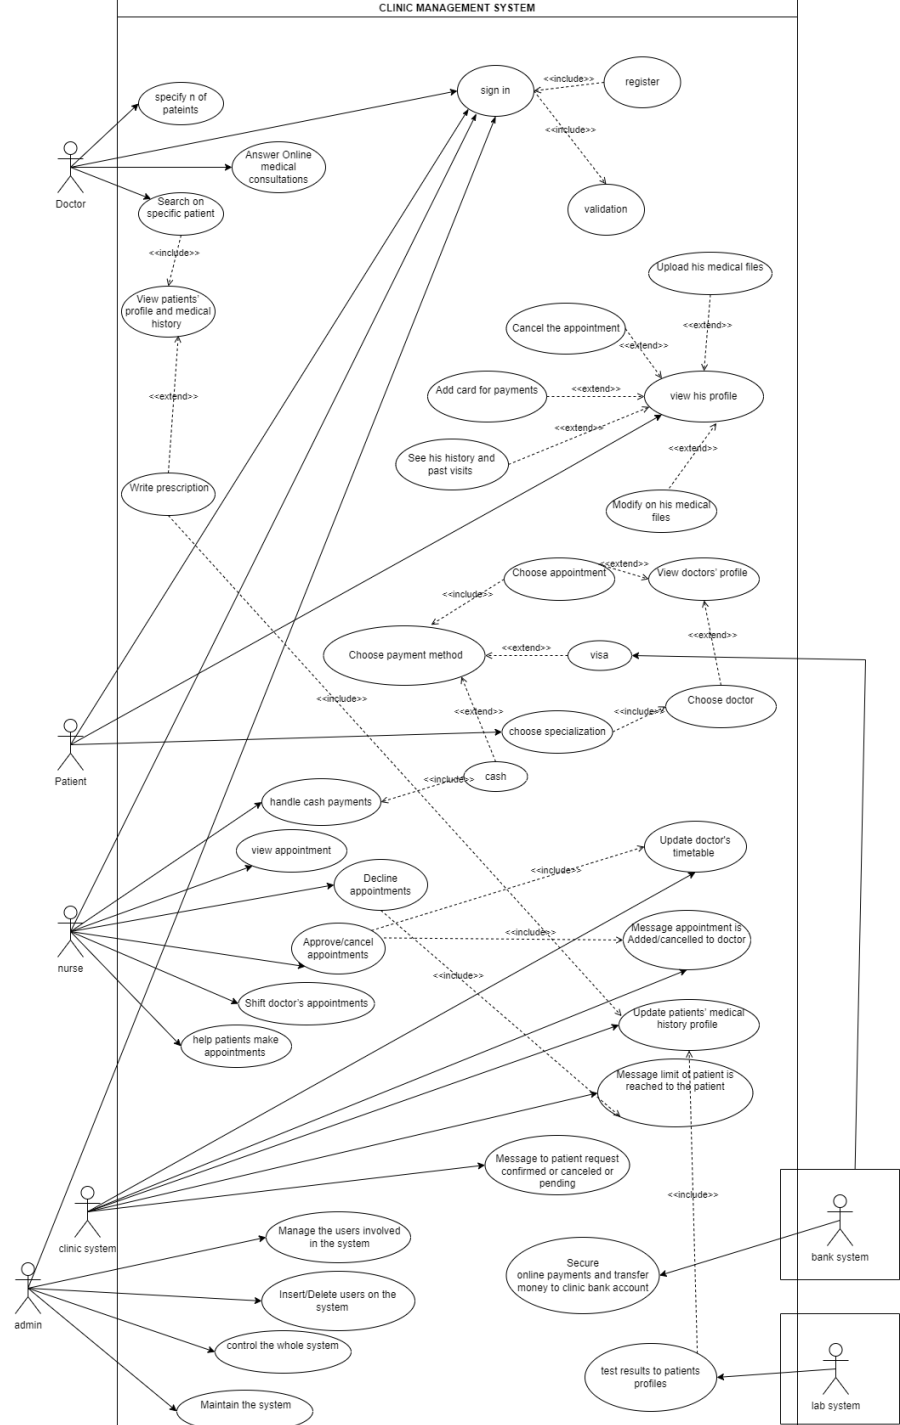 CLINIC MANAGEMENT SYSTEM
sign in
<<include>>
register
specify n of
pateints
<<include>>
Answer Online
medical
consultations
Doctor
Search on
specific patient
validation
<<include>>
View patients'
profile and medical
history
Upload his medical files
<<extend>>
Cancel the appointment
<<extend>>
Add card for payments
<<extend>>
view his profile
<<extend>>
<<extend>>
See his history and
past visits
<<extend>>
Write prescription
Modify on his medical
files
Choose appointment
<<extend>>
View doctors' profile
<<include>>
<<extend>>
Choose payment method
<<extend>>
visa
<<include>>
Choose doctor
<<extend>>
<<include>>
choose specialization
Patient
cash
<<include>>
handle cash payments
view appointment
Update doctor's
timetable
<<include>>
Decline
appointments
Approve/cancel
appointments
<<include>>
Message appointment is
Added/cancelled to doctor
nurse
<<include>>
Shift doctor's appointments
Update patients' medical
history profile
help patients make
appointments
Message limit of patient is
reached to the patient
Message to patient request
confirmed or canceled or
pending
<<include>>
clinic system
Manage the users involved
in the system
bank system
Secure
online payments and transfer
money to clinic bank account
Insert/Delete users on the
system
admin
control the whole system
test results to patients
profiles
lab system
Maintain the system